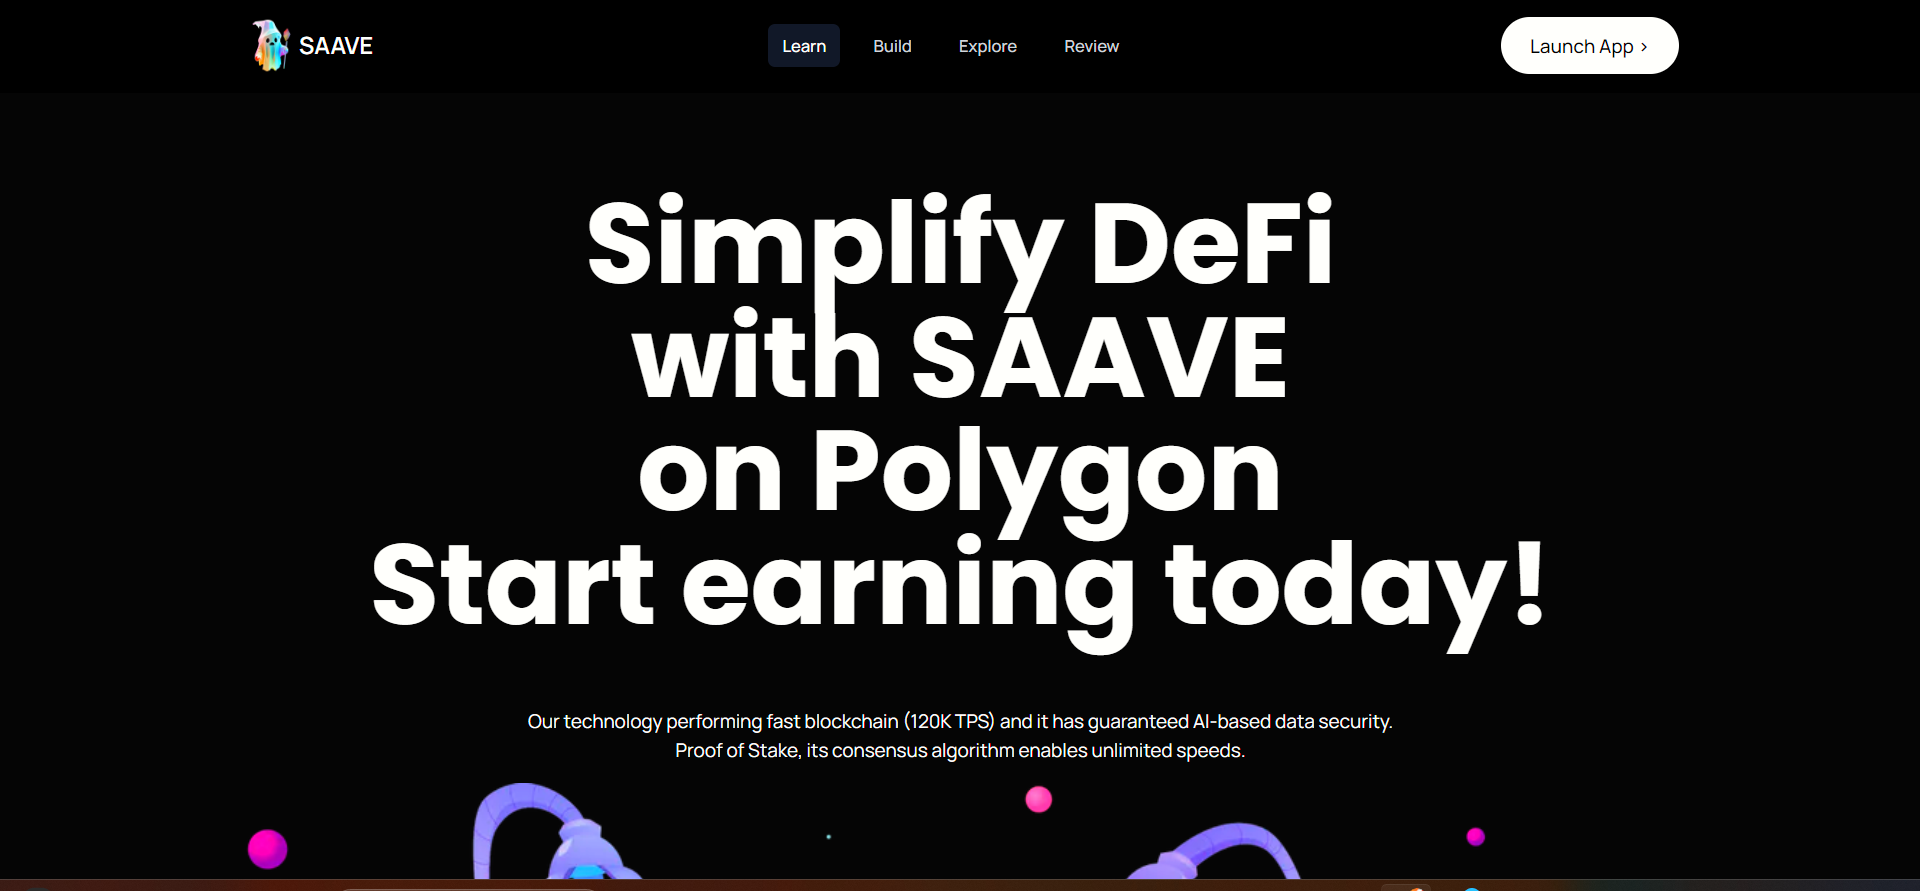 SAAVE
Learn
Build
Explore
Review
Launch App ›
Simplify DeFi
with SAAVE
on Polygon
Start earning today!
Our technology performing fast blockchain (120K TPS) and it has guaranteed AI-based data security.
Proof of Stake, its consensus algorithm enables unlimited speeds.